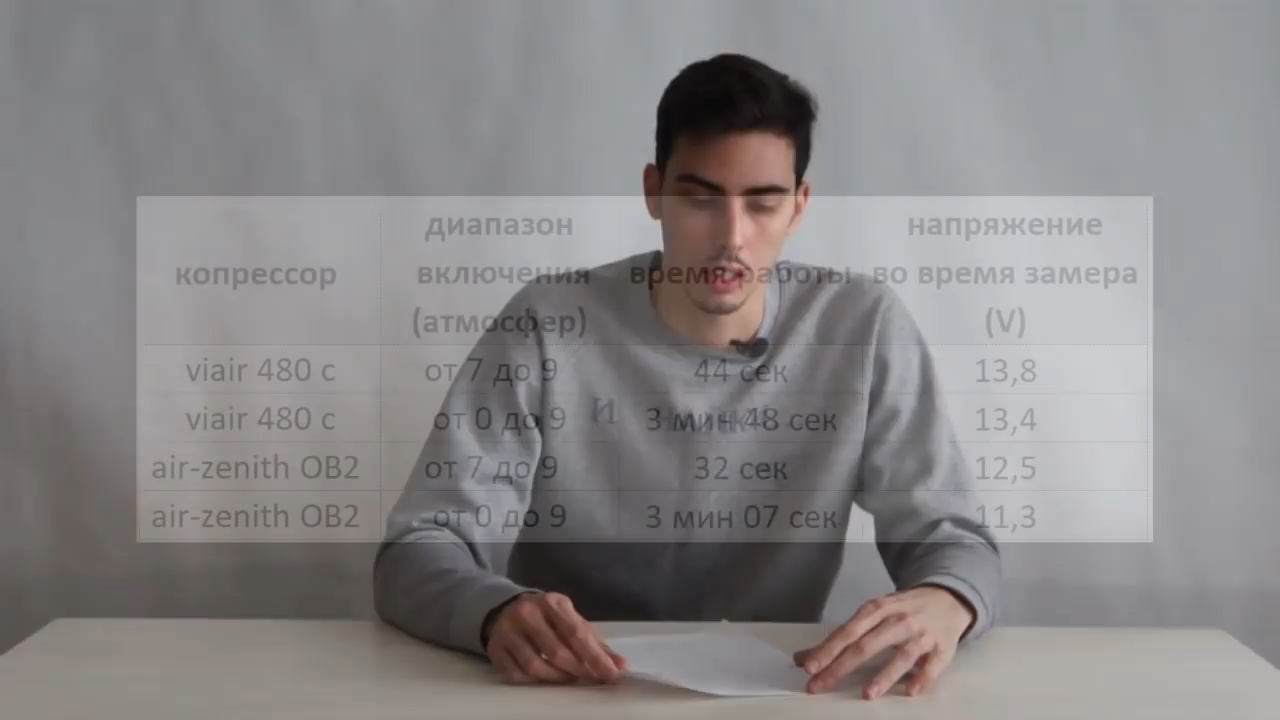 копрессор | диапазон включения (атмосфер) | время работы | напряжение во время замера (V)
viair 480 c | от 7 до 9 | 44 сек | 13,8
viair 480 c | от 0 до 9 | 3 мин 48 сек | 13,4
air-zenith OB2 | от 7 до 9 | 32 сек | 12,5
air-zenith OB2 | от 0 до 9 | 3 мин 07 сек | 11,3